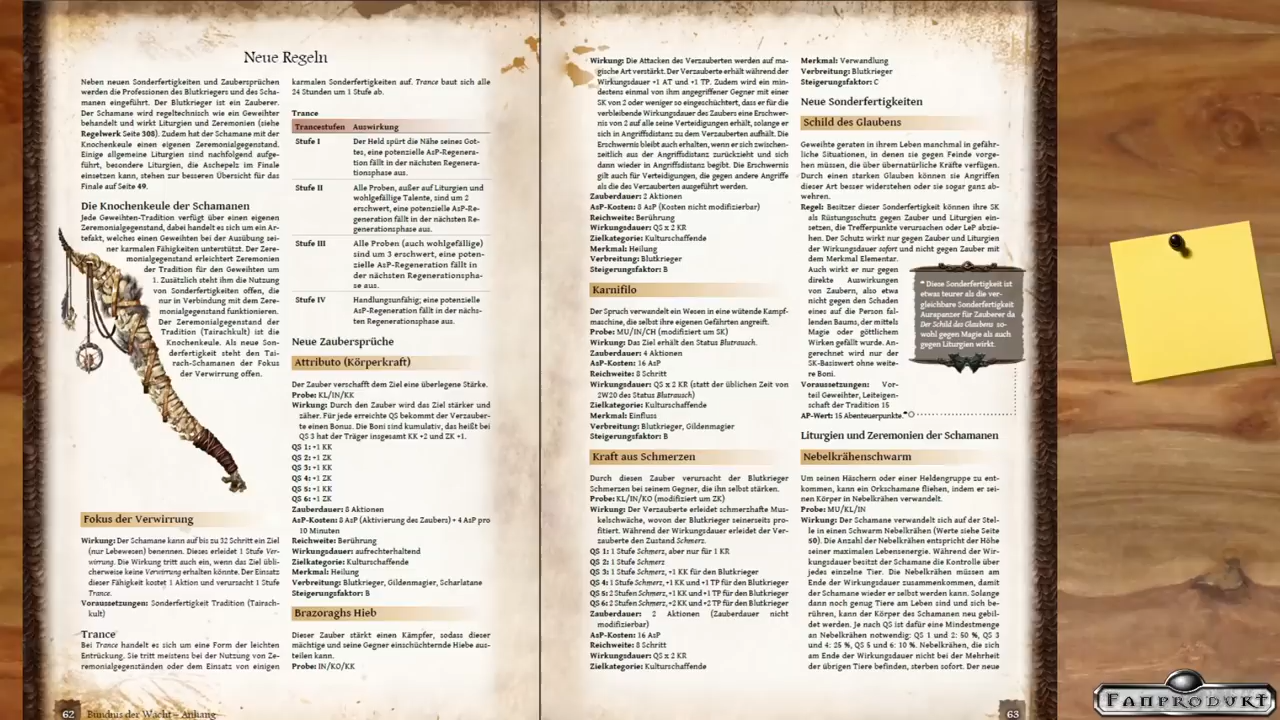 Neue Regeln
Neben neuen Sonderfertigkeiten und Zaubersprüchen
werden die Professionen des Blutkriegers und des Scha-
manen eingeführt. Der Blutkrieger ist ein Zauberer.
Der Schamane wird regeltechnisch wie ein Geweihter
behandelt und wirkt Liturgien und Zeremonien (siehe
Regelwerk Seite 308). Zudem hat der Schamane mit der
Knochenkeule einen eigenen Zeremonialgegenstand.
Einige allgemeine Liturgien sind nachfolgend aufge-
führt, besondere Liturgien, die Aschepelz im Finale
einsetzen kann, stehen zur besseren Übersicht für das
Finale auf Seite 49.
Die Knochenkeule der Schamanen
Jede Geweihten-Tradition verfügt über einen eigenen
Zeremonialgegenstand, dabei handelt es sich um ein Ar-
tefakt, welches einen Geweihten bei der Ausübung sei-
ner karmalen Fähigkeiten unterstützt. Der Zere-
monialgegenstand erleichtert Zeremonien
der Tradition für den Geweihten um
1. Zusätzlich steht ihm die Nutzung
von Sonderfertigkeiten offen, die
nur in Verbindung mit dem Zere-
monialgegenstand funktionieren.
Der Zeremonialgegenstand der
Tradition (Tairachkult) ist die
Knochenkeule. Als neue Son-
derfertigkeit steht den Tai-
rach-Schamanen der Fokus
der Verwirrung offen.
Fokus der Verwirrung
Wirkung: Der Schamane kann auf bis zu 32 Schritt ein Ziel
(nur Lebewesen) benennen. Dieses erleidet 1 Stufe Ver-
wirrung. Die Wirkung tritt auch ein, wenn das Ziel übli-
cherweise keine Verwirrung erhalten könnte. Der Einsatz
dieser Fähigkeit kostet 1 Aktion und verursacht 1 Stufe
Trance.
Voraussetzungen: Sonderfertigkeit Tradition (Tairach-
kult)
Trance
Bei Trance handelt es sich um eine Form der leichten
Entrückung. Sie tritt meistens bei der Nutzung von Ze-
remonialgegenständen oder dem Einsatz von einigen
karmalen Sonderfertigkeiten auf. Trance baut sich alle
24 Stunden um 1 Stufe ab.
Trance
Trancestufen Auswirkung
Stufe I Der Held spürt die Nähe seines Got-
tes, eine potenzielle AsP-Regenera-
tion fällt in der nächsten Regenera-
tionsphase aus.
Stufe II Alle Proben, außer auf Liturgien und
wohlgefällige Talente, sind um 2
erschwert, eine potenzielle AsP-Re-
generation fällt in der nächsten Re-
generationsphase aus.
Stufe III Alle Proben (auch wohlgefällige)
sind um 3 erschwert, eine poten-
zielle AsP-Regeneration fällt in
der nächsten Regenerationspha-
se aus.
Stufe IV Handlungsunfähig; eine potenzielle
AsP-Regeneration fällt in der nächs-
ten Regenerationsphase aus.
Neue Zaubersprüche
Attributo (Körperkraft)
Der Zauber verschafft dem Ziel eine überlegene Stärke.
Probe: KL/IN/KK
Wirkung: Durch den Zauber wird das Ziel stärker und
zäher. Für jede erreichte QS bekommt der Verzauber-
te einen Bonus. Die Boni sind kumulativ, das heißt bei
QS 3 hat der Träger insgesamt KK +2 und ZK +1.
QS 1: +1 KK
QS 2: +1 ZK
QS 3: +1 KK
QS 4: +1 ZK
QS 5: +1 KK
QS 6: +1 ZK
Zauberdauer: 8 Aktionen
AsP-Kosten: 8 AsP (Aktivierung des Zaubers) + 4 AsP pro
10 Minuten
Reichweite: Berührung
Wirkungsdauer: aufrechterhaltend
Zielkategorie: Kulturschaffende
Merkmal: Heilung
Verbreitung: Blutkrieger, Gildenmagier, Scharlatane
Steigerungsfaktor: B
Brazoraghs Hieb
Dieser Zauber stärkt einen Kämpfer, sodass dieser
mächtige und seine Gegner einschüchternde Hiebe aus-
teilen kann.
Probe: IN/KO/KK
62 Bündnis der Wacht – Anhang
Wirkung: Die Attacken des Verzauberten werden auf ma-
gische Art verstärkt. Der Verzauberte erhält während der
Wirkungsdauer +1 AT und +1 TP. Zudem wird ein min-
destens einmal von ihm angegriffener Gegner mit einer
SK von 2 oder weniger so eingeschüchtert, dass er für die
verbleibende Wirkungsdauer des Zaubers eine Erschwer-
nis von 2 auf alle seine Verteidigungen erhält, solange er
sich in Angriffsdistanz zu dem Verzauberten aufhält. Die
Erschwernis bleibt auch erhalten, wenn er sich zwischen-
zeitlich aus der Angriffsdistanz zurückzieht und sich
dann wieder in Angriffsdistanz begibt. Die Erschwernis
gilt auch für Verteidigungen, die gegen andere Angriffe
als die des Verzauberten ausgeführt werden.
Zauberdauer: 2 Aktionen
AsP-Kosten: 8 AsP (Kosten nicht modifizierbar)
Reichweite: Berührung
Wirkungsdauer: QS x 2 KR
Zielkategorie: Kulturschaffende
Merkmal: Heilung
Verbreitung: Blutkrieger
Steigerungsfaktor: B
Karnifilo
Der Spruch verwandelt ein Wesen in eine wütende Kampf-
maschine, die selbst ihre eigenen Gefährten angreift.
Probe: MU/IN/CH (modifiziert um SK)
Wirkung: Das Ziel erhält den Status Blutrausch.
Zauberdauer: 4 Aktionen
AsP-Kosten: 16 AsP
Reichweite: 8 Schritt
Wirkungsdauer: QS x 2 KR (statt der üblichen Zeit von
2W20 des Status Blutrausch)
Zielkategorie: Kulturschaffende
Merkmal: Einfluss
Verbreitung: Blutkrieger, Gildenmagier
Steigerungsfaktor: B
Kraft aus Schmerzen
Durch diesen Zauber verursacht der Blutkrieger
Schmerzen bei seinem Gegner, die ihn selbst stärken.
Probe: KL/IN/KO (modifiziert um ZK)
Wirkung: Der Verzauberte erleidet schmerzhafte Mus-
kelschwäche, wovon der Blutkrieger seinerseits pro-
fitiert. Während der Wirkungsdauer erleidet der Ver-
zauberte den Zustand Schmerz.
QS 1: 1 Stufe Schmerz, aber nur für 1 KR
QS 2: 1 Stufe Schmerz
QS 3: 1 Stufe Schmerz, +1 KK für den Blutkrieger
QS 4: 1 Stufe Schmerz, +1 KK und +1 TP für den Blutkrieger
QS 5: 2 Stufen Schmerz, +1 KK und +1 TP für den Blutkrieger
QS 6: 2 Stufen Schmerz, +2 KK und +2 TP für den Blutkrieger
Zauberdauer: 2 Aktionen (Zauberdauer nicht
modifizierbar)
AsP-Kosten: 16 AsP
Reichweite: 8 Schritt
Wirkungsdauer: QS x 2 KR
Zielkategorie: Kulturschaffende
Merkmal: Verwandlung
Verbreitung: Blutkrieger
Steigerungsfaktor: C
Neue Sonderfertigkeiten
Schild des Glaubens
Geweihte geraten in ihrem Leben manchmal in gefähr-
liche Situationen, in denen sie gegen Feinde vorge-
hen müssen, die über übernatürliche Kräfte verfügen.
Durch einen starken Glauben können sie Angriffen
dieser Art besser widerstehen oder sie sogar ganz ab-
wehren.
Regel: Besitzer dieser Sonderfertigkeit können ihre SK
als Rüstungsschutz gegen Zauber und Liturgien ein-
setzen, die Trefferpunkte verursachen oder LeP abzie-
hen. Der Schutz wirkt nur gegen Zauber und Liturgien
der Wirkungsdauer sofort und nicht gegen Zauber mit
dem Merkmal Elementar.
Auch wirkt er nur gegen
direkte Auswirkungen
von Zaubern, also etwa
nicht gegen den Schaden
eines auf die Person fal-
lenden Baums, der mittels
Magie oder göttlichem
Wirken gefällt wurde. An-
gerechnet wird nur der
SK-Basiswert ohne weite-
re Boni.
Voraussetzungen: Vor-
teil Geweihter, Leiteigen-
schaft der Tradition 15
AP-Wert: 15 Abenteuerpunkte*
* Diese Sonderfertigkeit ist
etwas teurer als die ver-
gleichbare Sonderfertigkeit
Aurapanzer für Zauberer da
Der Schild des Glaubens so-
wohl gegen Magie als auch
gegen Liturgien wirkt.
Liturgien und Zeremonien der Schamanen
Nebelkrähenschwarm
Um seinen Häschern oder einer Heldengruppe zu ent-
kommen, kann ein Orkschamane fliehen, indem er sei-
nen Körper in Nebelkrähen verwandelt.
Probe: MU/KL/IN
Wirkung: Der Schamane verwandelt sich auf der Stel-
le in einen Schwarm Nebelkrähen (Werte siehe Seite
50). Die Anzahl der Nebelkrähen entspricht der Höhe
seiner maximalen Lebensenergie. Während der Wir-
kungsdauer besitzt der Schamane die Kontrolle über
jedes einzelne Tier. Die Nebelkrähen müssen am
Ende der Wirkungsdauer zusammenkommen, damit
der Schamane wieder er selbst werden kann. Solange
dann noch genug Tiere am Leben sind und sich be-
rühren, kann der Körper des Schamanen neu gebil-
det werden. Je nach QS ist dafür eine Mindestmenge
an Nebelkrähen notwendig: QS 1 und 2: 50 %, QS 3
und 4: 25 %, QS 5 und 6: 10 %. Nebelkrähen, die sich
am Ende der Wirkungsdauer nicht bei der Mehrheit
der übrigen Tiere befinden, sterben sofort. Der neue
63
FANPRODUKT